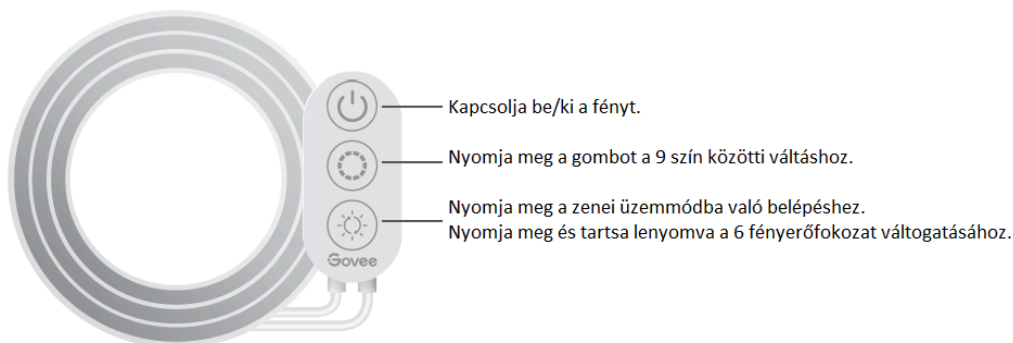 Kapcsolja be/ki a fényt.
Nyomja meg a gombot a 9 szín közötti váltáshoz.
Nyomja meg a zenei üzemmódba való belépéshez.
Nyomja meg és tartsa lenyomva a 6 fényerőfokozat váltogatásához.
Govee